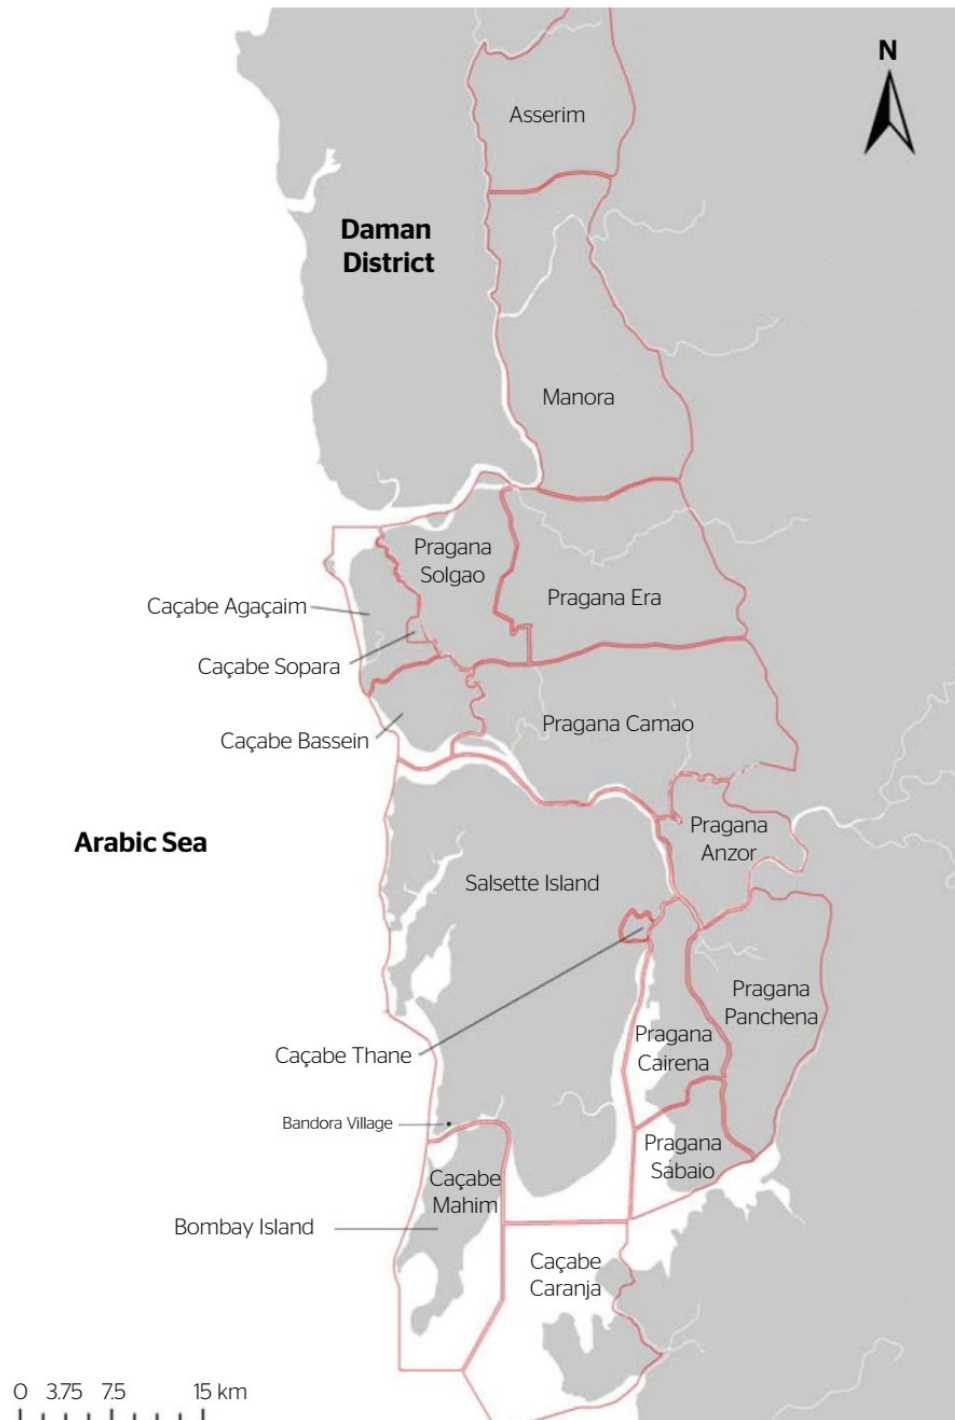 N
Asserim
Daman
District
Manora
Pragana
Solgao
Pragana Era
Caçabe Agaçaim
Caçabe Sopara
Pragana Camao
Caçabe Bassein
Arabic Sea
Pragana
Anzor
Salsette Island
Pragana
Panchena
Pragana
Cairena
Caçabe Thane
Bandora Village
Pragana
Sabaio
Caçabe
Mahim
Bombay Island
Caçabe
Caranja
0 3.75 7.5 15 km